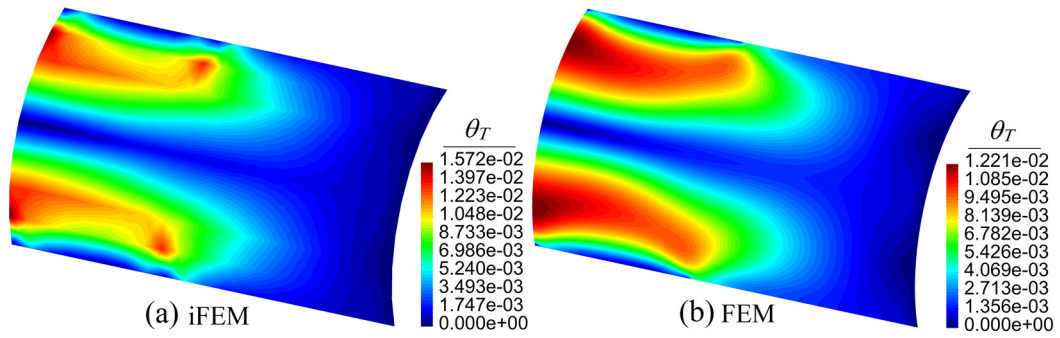 θT
1.572e-02
1.397e-02
1.223e-02
1.048e-02
8.733e-03
6.986e-03
5.240e-03
3.493e-03
1.747e-03
0.000e+00
(a) iFEM
θT
1.221e-02
1.085e-02
9.495e-03
8.139e-03
6.782e-03
5.426e-03
4.069e-03
2.713e-03
1.356e-03
0.000e+00
(b) FEM